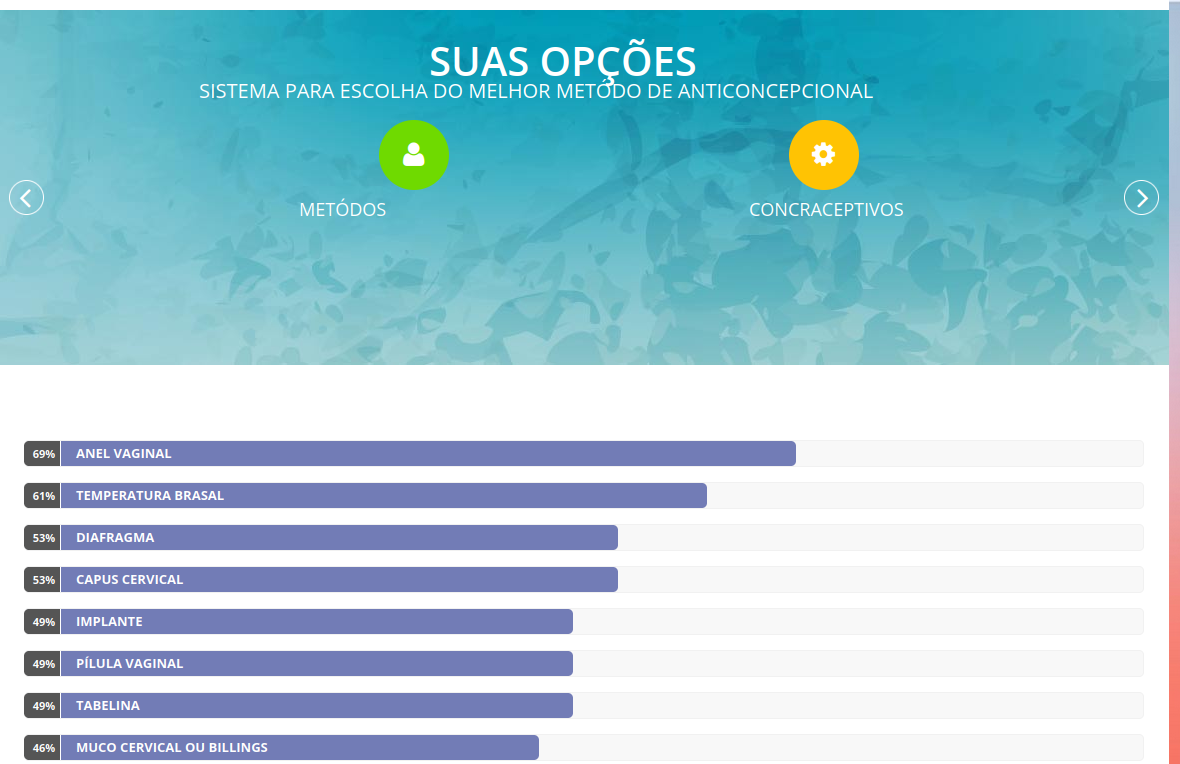 SUAS OPÇÕES
SISTEMA PARA ESCOLHA DO MELHOR METÓDO DE ANTICONCEPCIONAL
METÓDOS
CONCRACEPTIVOS
69% ANEL VAGINAL
61% TEMPERATURA BRASAL
53% DIAFRAGMA
53% CAPUS CERVICAL
49% IMPLANTE
49% PÍLULA VAGINAL
49% TABELINA
46% MUCO CERVICAL OU BILLINGS